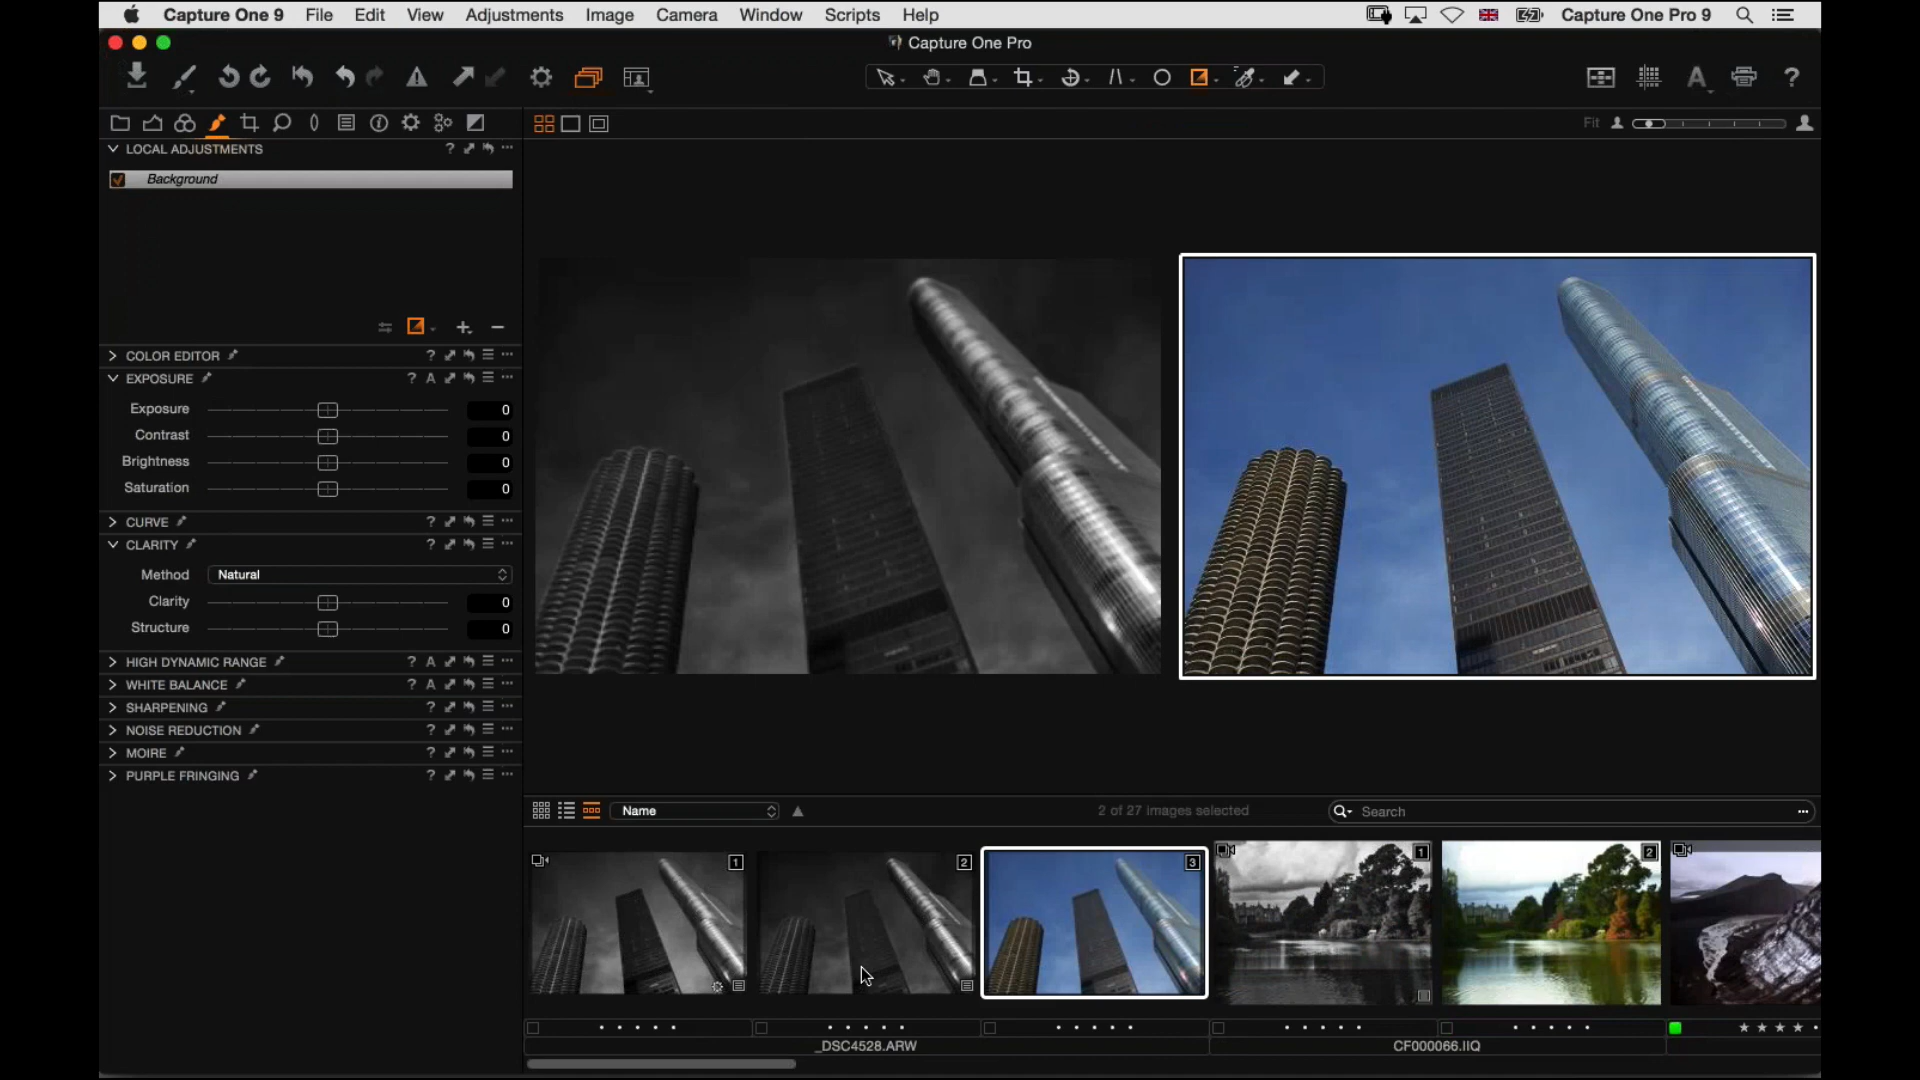 Capture One 9 File Edit View Adjustments Image Camera Window Scripts Help Capture One Pro 9
Capture One Pro
A ?
Fit
LOCAL ADJUSTMENTS ?
Background
COLOR EDITOR ?
EXPOSURE ? A
Exposure 0
Contrast 0
Brightness 0
Saturation 0
CURVE ?
CLARITY ?
Method Natural
Clarity 0
Structure 0
HIGH DYNAMIC RANGE ? A
WHITE BALANCE ? A
SHARPENING ?
NOISE REDUCTION ?
MOIRE ?
PURPLE FRINGING ?
Name 2 of 27 images selected Search
1 2 3 1 2
_DSC4528.ARW CF000066.IIQ